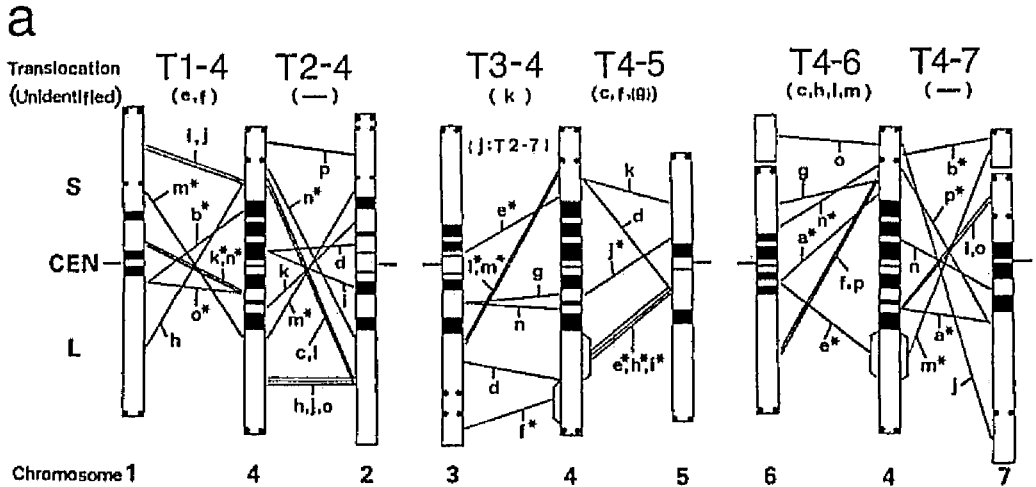 a
Translocation T1-4 T2-4 T3-4 T4-5 T4-6 T4-7
(Unidentified) (e,f) (—) (k) (c,f,(g)) (c,h,l,m) (—)
i,j p (j:T2-7) k o b*
S m* n* e* d g p*
b* n*
a* i,o
CEN k,n* k d l*,m* j* f,p n
o* i g
m* n
L h c,l e*,h*,i* e* a*
d m*
h,j,o f* j
Chromosome 1 4 2 3 4 5 6 4 7